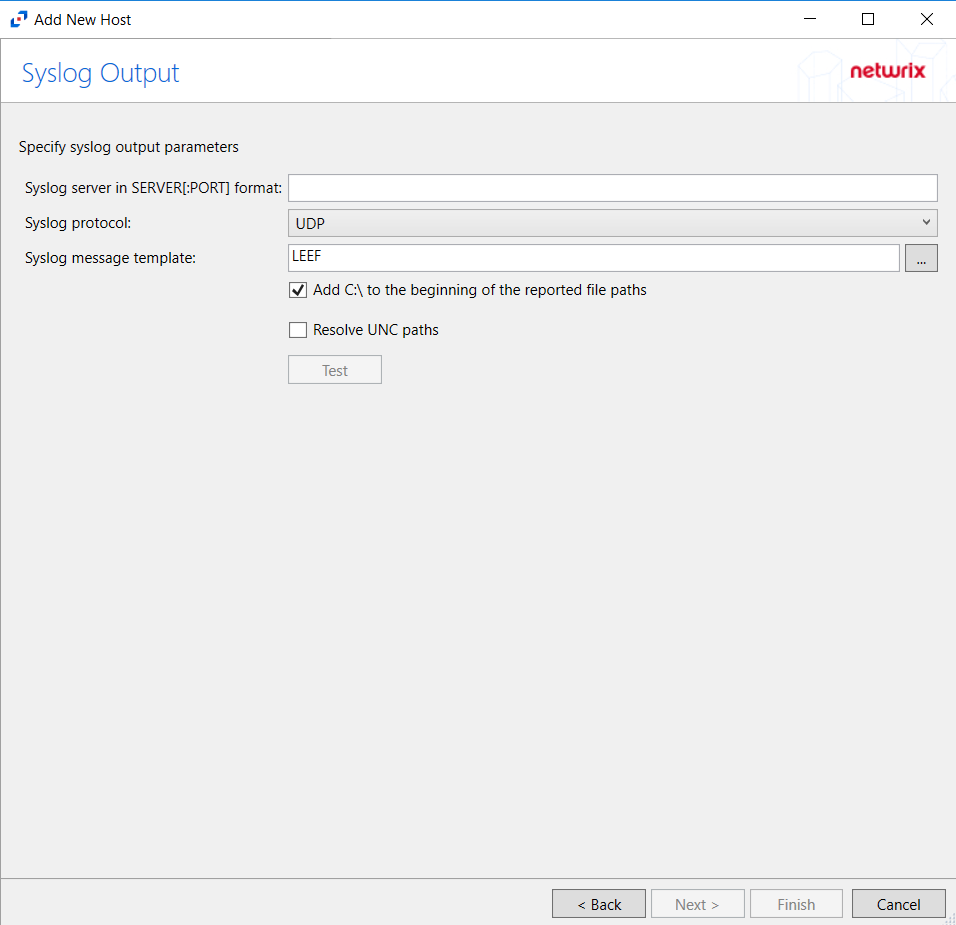 Add New Host
Syslog Output
netwrix
Specify syslog output parameters
Syslog server in SERVER[:PORT] format:
Syslog protocol:
UDP
Syslog message template:
LEEF
...
Add C:\ to the beginning of the reported file paths
Resolve UNC paths
Test
< Back
Next >
Finish
Cancel